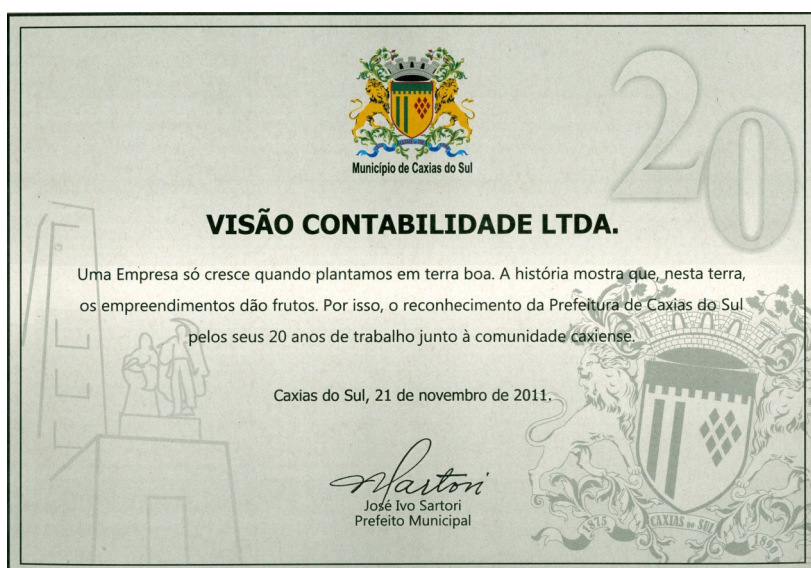 20
Município de Caxias do Sul
VISÃO CONTABILIDADE LTDA.
Uma Empresa só cresce quando plantamos em terra boa. A história mostra que, nesta terra,
os empreendimentos dão frutos. Por isso, o reconhecimento da Prefeitura de Caxias do Sul
pelos seus 20 anos de trabalho junto à comunidade caxiense.
Caxias do Sul, 21 de novembro de 2011.
Sartori
José Ivo Sartori
Prefeito Municipal
1875 CAXIAS DO SUL 1890